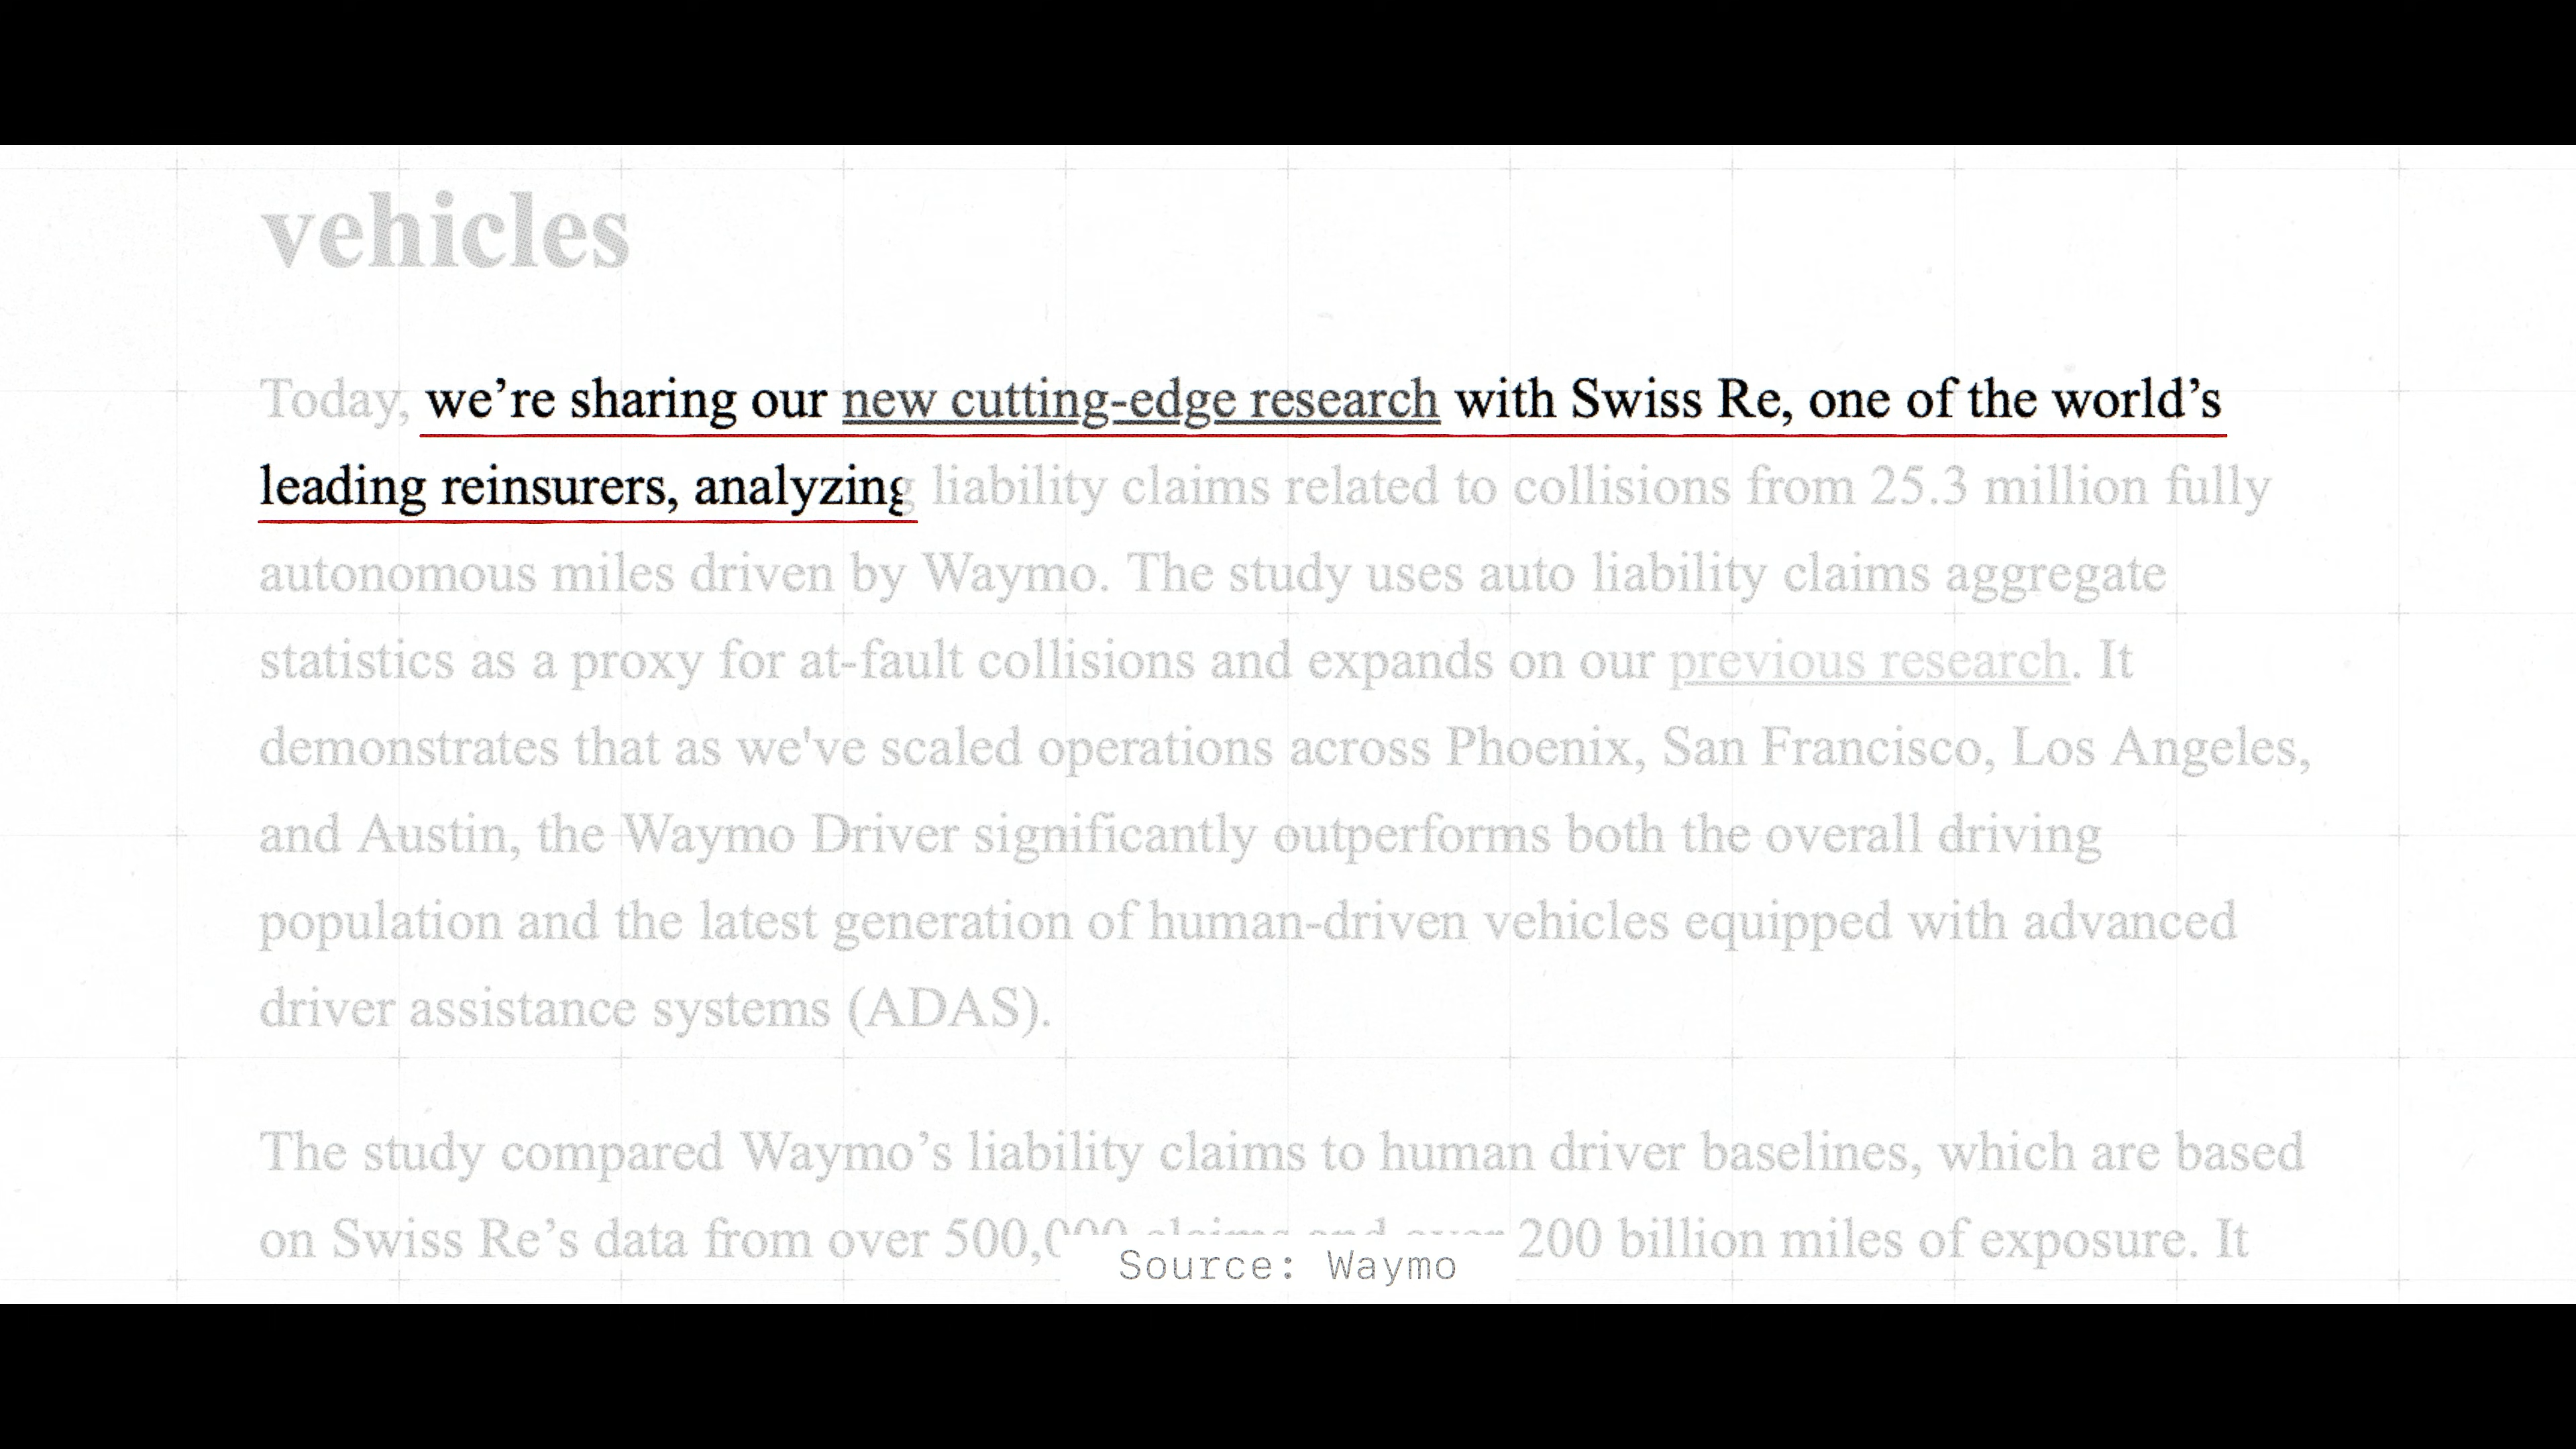 vehicles
Today, we’re sharing our new cutting-edge research with Swiss Re, one of the world’s
leading reinsurers, analyzing liability claims related to collisions from 25.3 million fully
autonomous miles driven by Waymo. The study uses auto liability claims aggregate
statistics as a proxy for at-fault collisions and expands on our previous research. It
demonstrates that as we've scaled operations across Phoenix, San Francisco, Los Angeles,
and Austin, the Waymo Driver significantly outperforms both the overall driving
population and the latest generation of human-driven vehicles equipped with advanced
driver assistance systems (ADAS).
The study compared Waymo’s liability claims to human driver baselines, which are based
on Swiss Re’s data from over 500,000 claims and over 200 billion miles of exposure. It
Source: Waymo